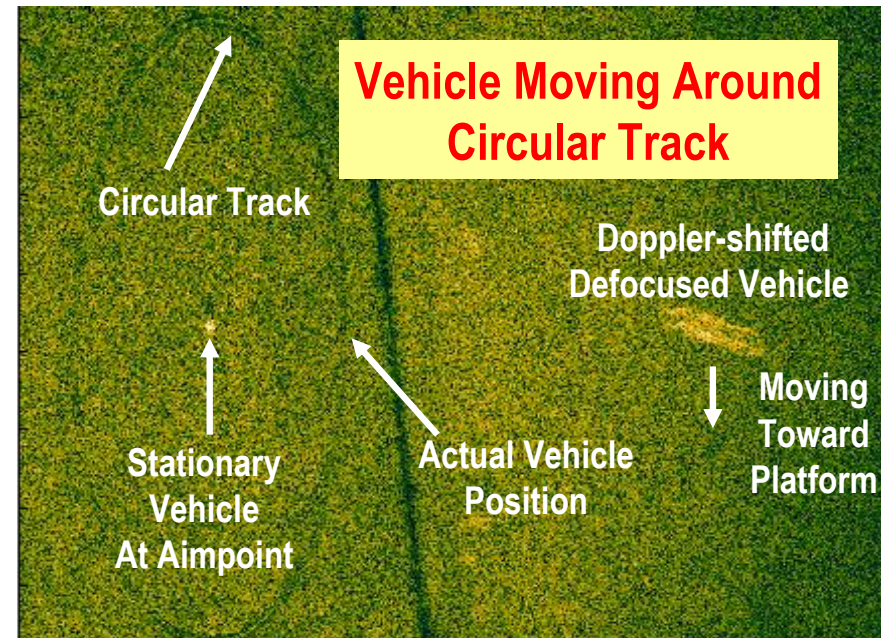 Vehicle Moving Around
Circular Track
Circular Track
Doppler-shifted
Defocused Vehicle
Moving
Toward
Platform
Actual Vehicle
Position
Stationary
Vehicle
At Aimpoint